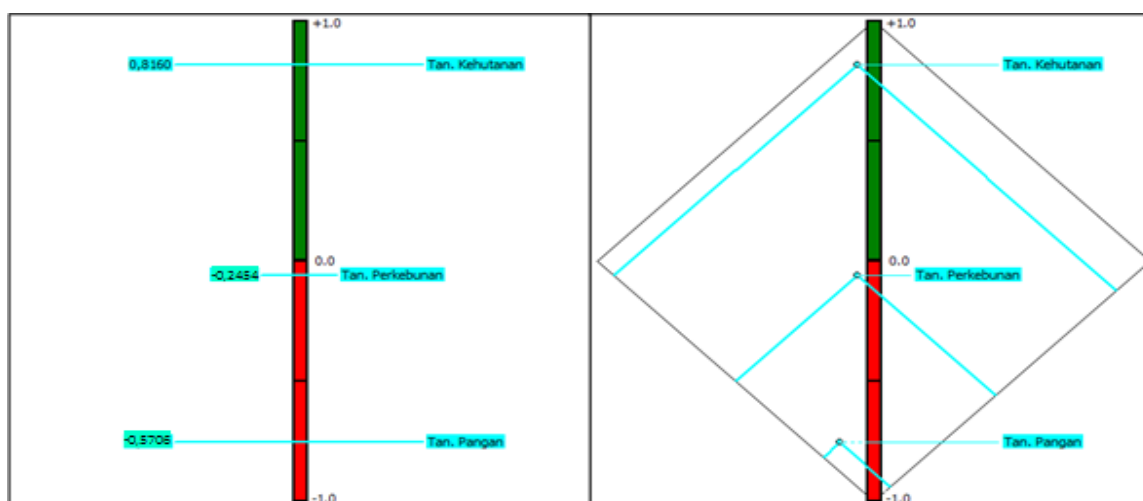 +1.0
0,8160 Tan. Kehutanan
0.0
-0,2454 Tan. Perkebunan
-0,5706 Tan. Pangan
-1.0
+1.0
Tan. Kehutanan
0.0
Tan. Perkebunan
Tan. Pangan
-1.0